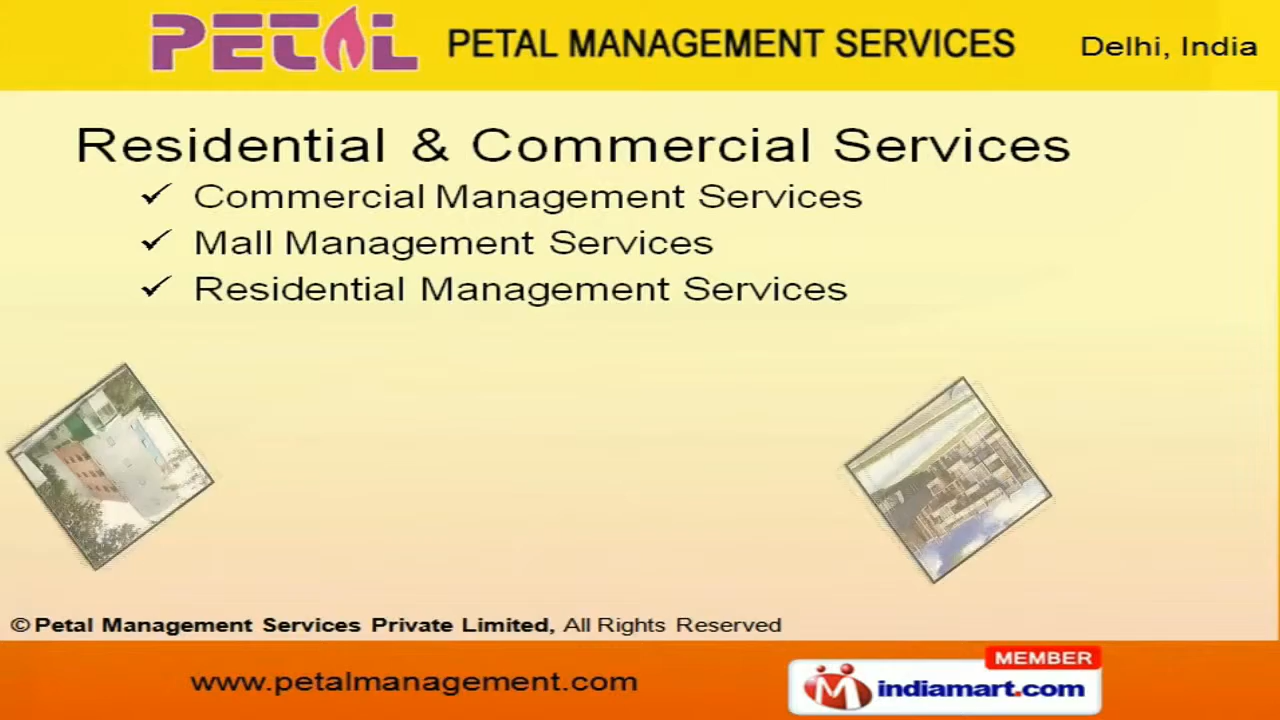 PETAL PETAL MANAGEMENT SERVICES Delhi, India
Residential & Commercial Services
✓ Commercial Management Services
✓ Mall Management Services
✓ Residential Management Services
© Petal Management Services Private Limited, All Rights Reserved
MEMBER
www.petalmanagement.com indiamart.com